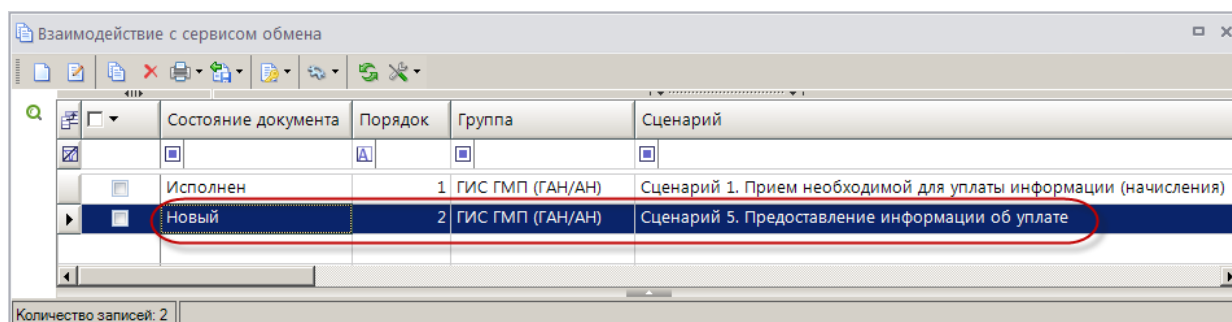 Взаимодействие с сервисом обмена
Состояние документа Порядок Группа Сценарий
Исполнен 1 ГИС ГМП (ГАН/АН) Сценарий 1. Прием необходимой для уплаты информации (начисления)
Новый 2 ГИС ГМП (ГАН/АН) Сценарий 5. Предоставление информации об уплате
Количество записей: 2